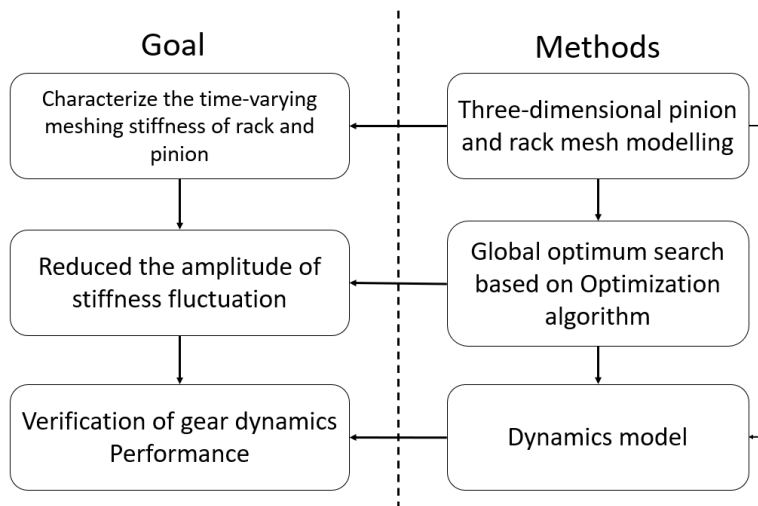 Goal
Methods
Characterize the time-varying
meshing stiffness of rack and
pinion
Three-dimensional pinion
and rack mesh modelling
Reduced the amplitude of
stiffness fluctuation
Global optimum search
based on Optimization
algorithm
Verification of gear dynamics
Performance
Dynamics model